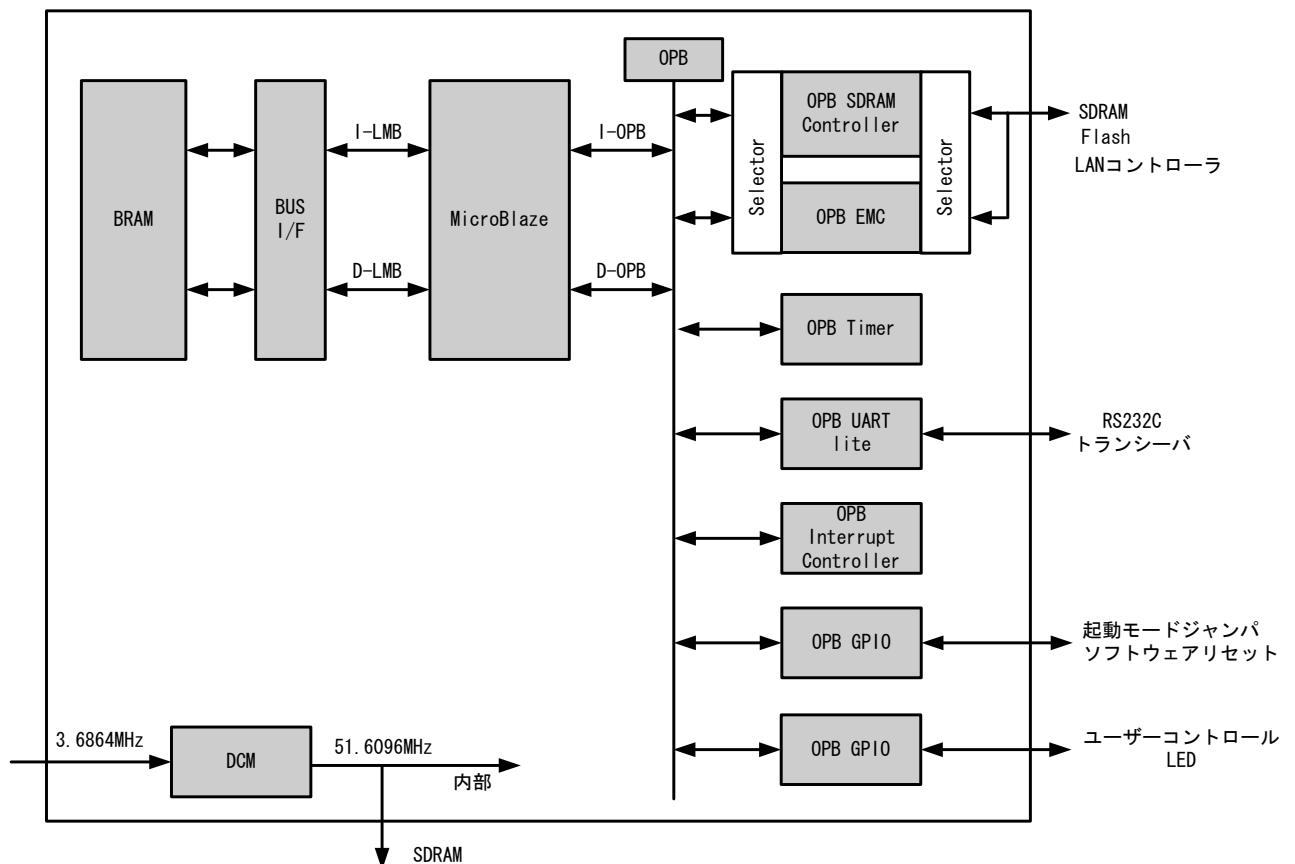 OPB
BRAM
BUS
I/F
I-LMB
D-LMB
MicroBlaze
I-OPB
D-OPB
Selector
OPB SDRAM
Controller
OPB EMC
Selector
SDRAM
Flash
LANコントローラ
OPB Timer
OPB UART
lite
RS232C
トランシーバ
OPB
Interrupt
Controller
OPB GPIO
起動モードジャンパ
ソフトウェアリセット
OPB GPIO
ユーザーコントロール
LED
3.6864MHz
DCM
51.6096MHz
内部
SDRAM